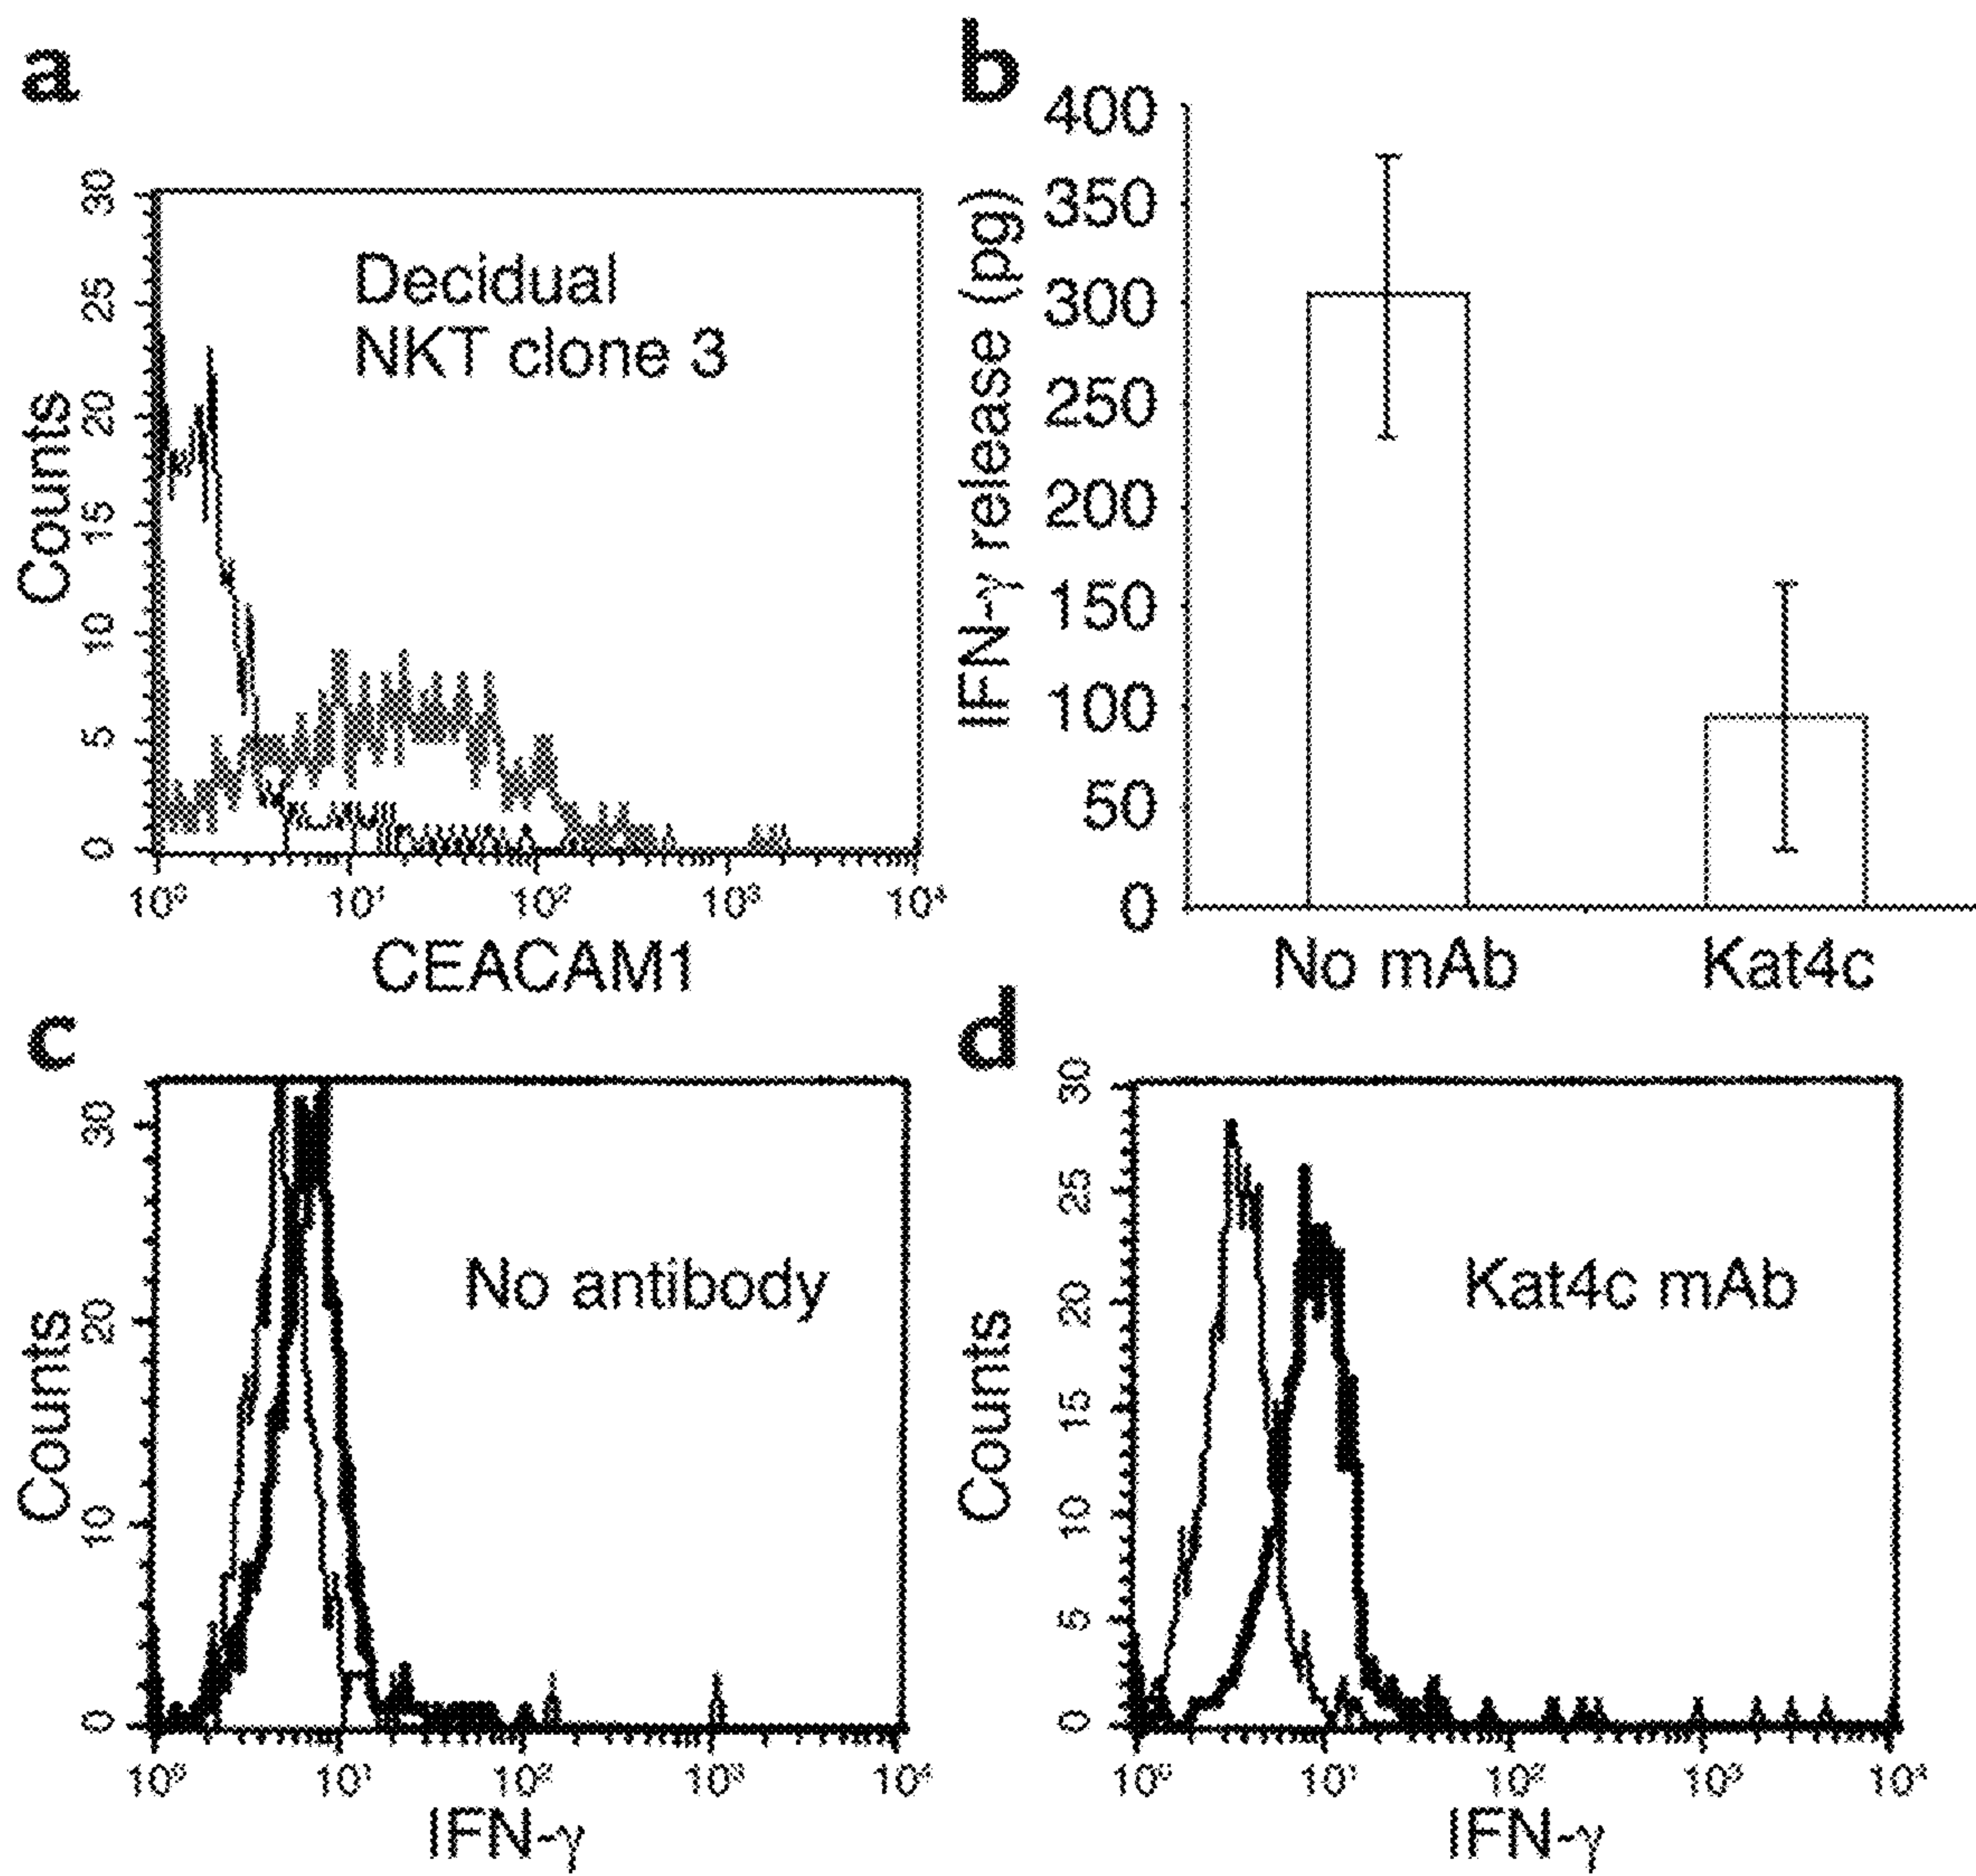 a
30
25
20
15
10
5
0
Counts
Decidual
NKT clone 3
10⁰ 10¹ 10² 10³ 10⁴
CEACAM1
b
400
350
300
250
200
150
100
50
0
IFN-γ release (pg)
No mAb Kat4c
c
30
20
10
0
Counts
No antibody
10⁰ 10¹ 10² 10³ 10⁴
IFN-γ
d
30
25
20
15
10
5
0
Counts
Kat4c mAb
10⁰ 10¹ 10² 10³ 10⁴
IFN-γ